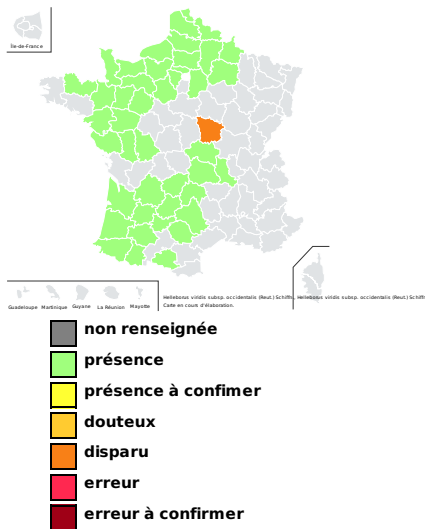 Île-de-France
Guadeloupe Martinique Guyane La Réunion Mayotte
Helleborus viridis subsp. occidentalis (Reut.) Schiffn., Helleborus viridis subsp. occidentalis (Reut.) Schiffn.
Carte en cours d'élaboration.
non renseignée
présence
présence à confimer
douteux
disparu
erreur
erreur à confirmer